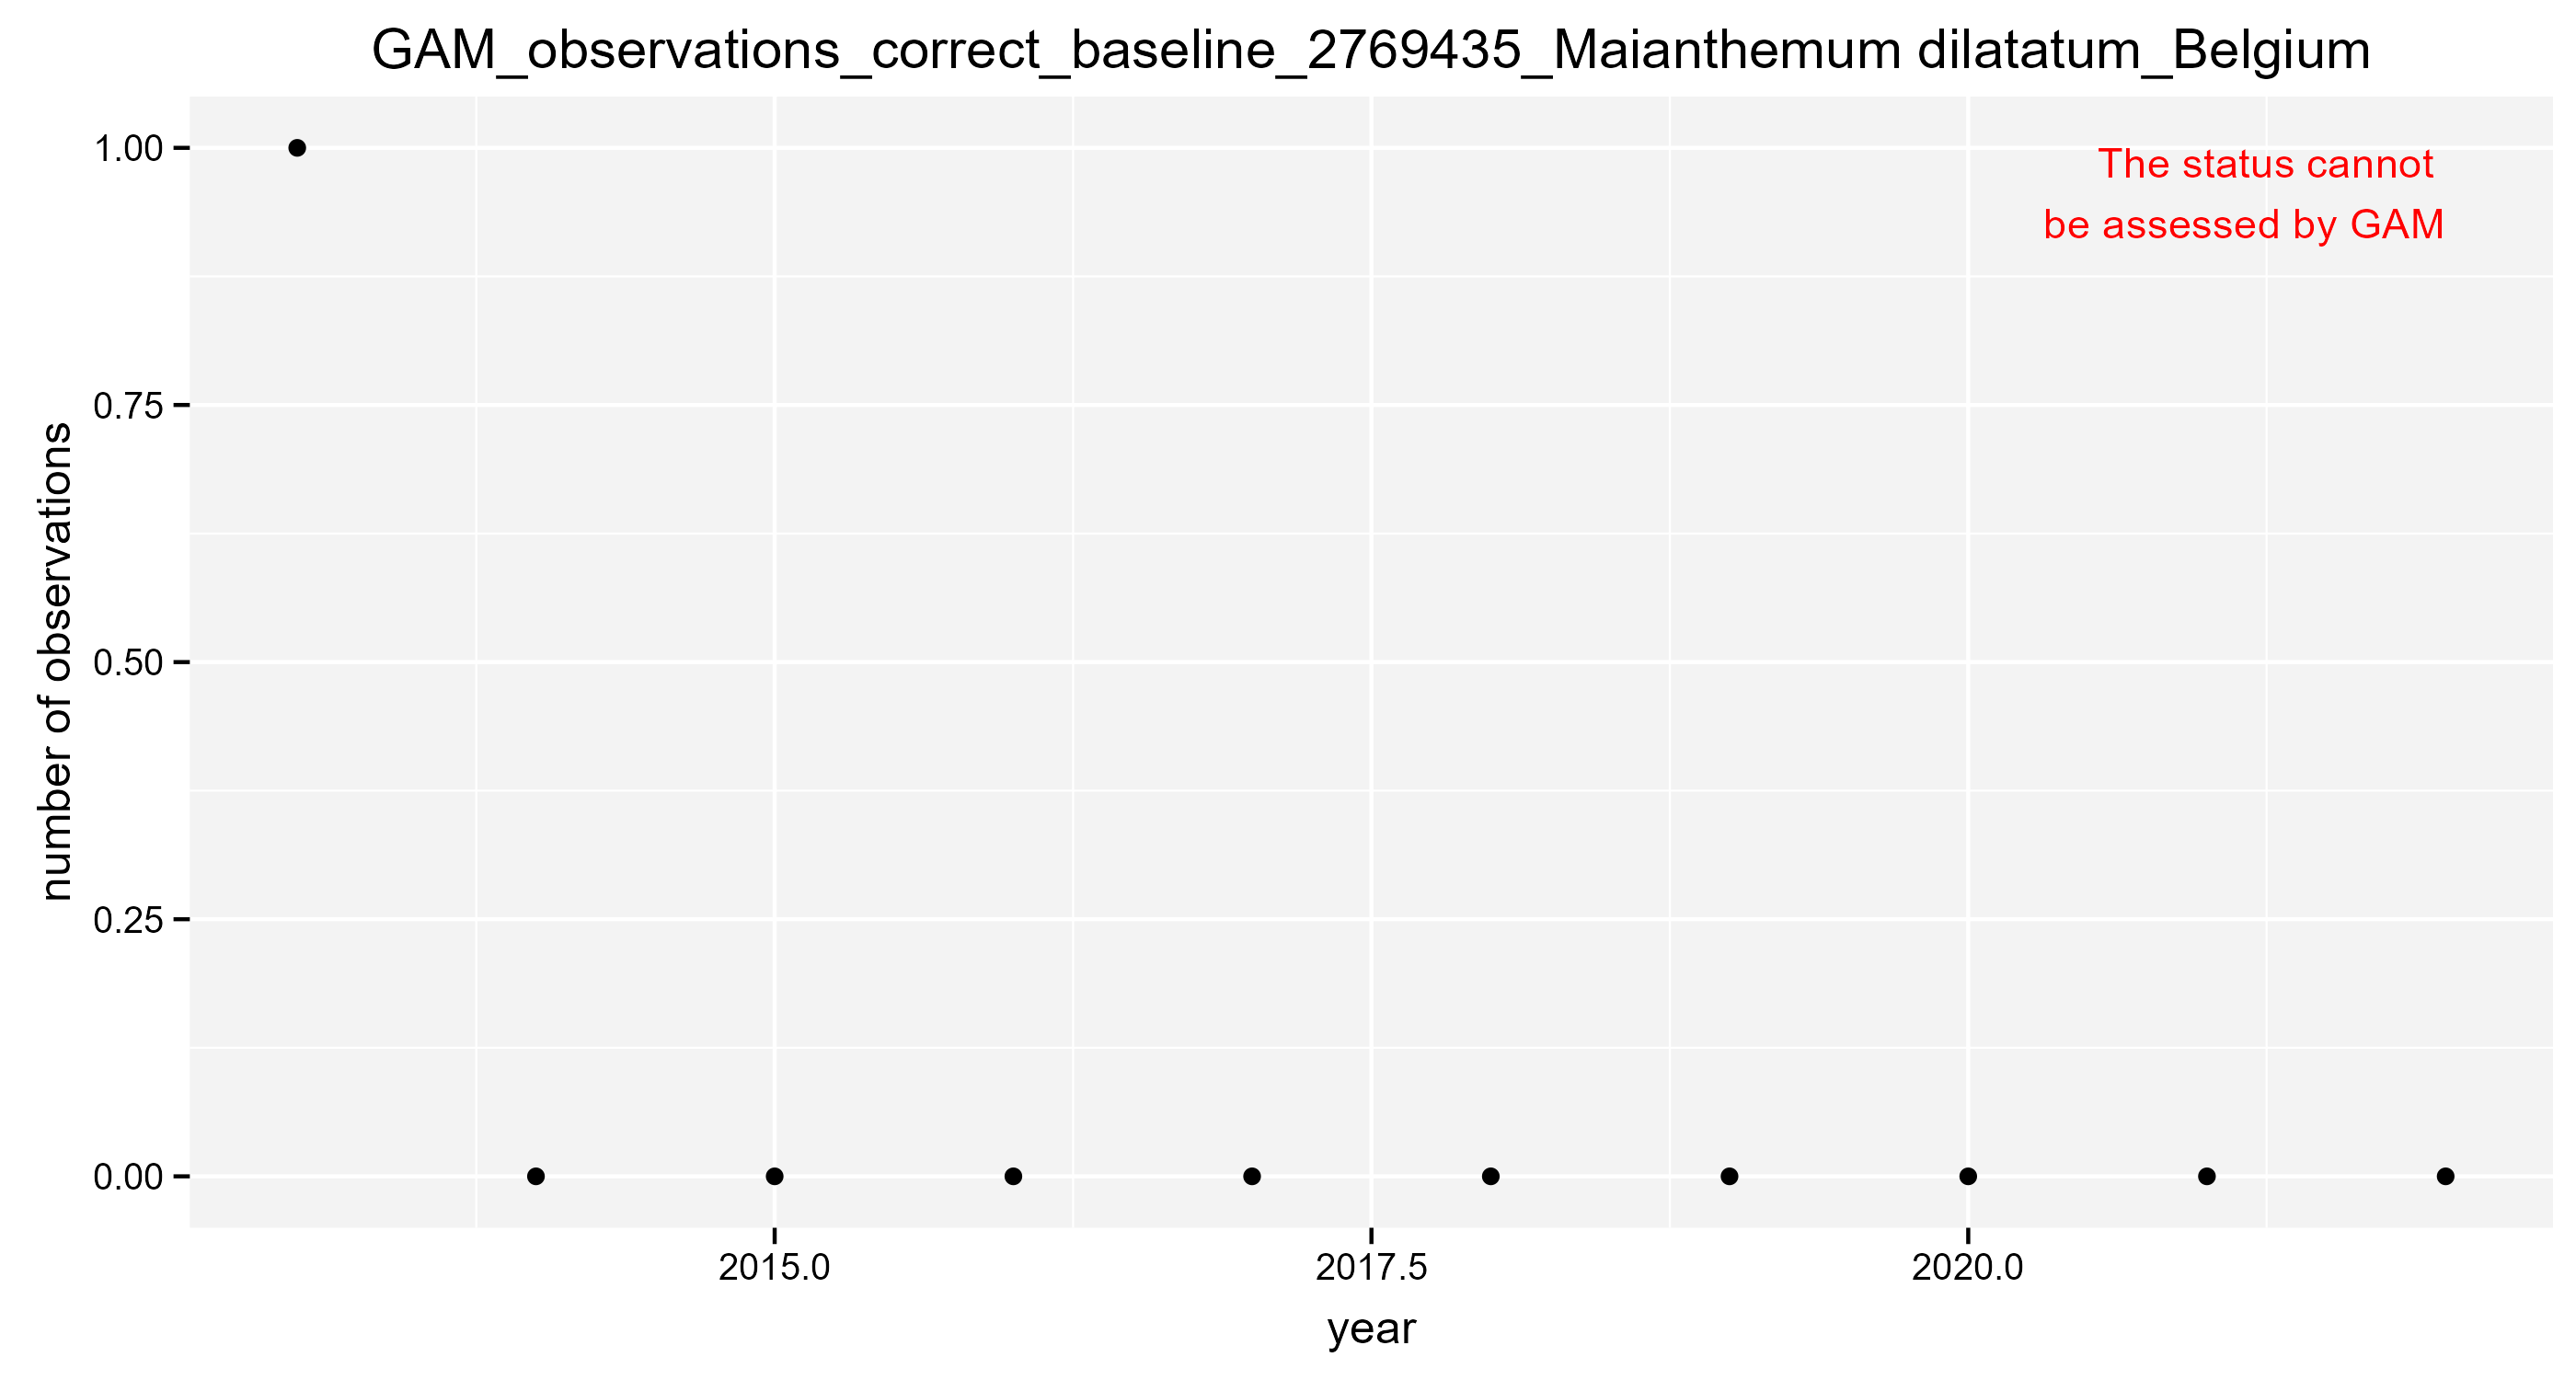 GAM_observations_correct_baseline_2769435_Maianthemum dilatatum_Belgium
The status cannot
be assessed by GAM
1.00
0.75
0.50
0.25
0.00
number of observations
2015.0
2017.5
2020.0
year